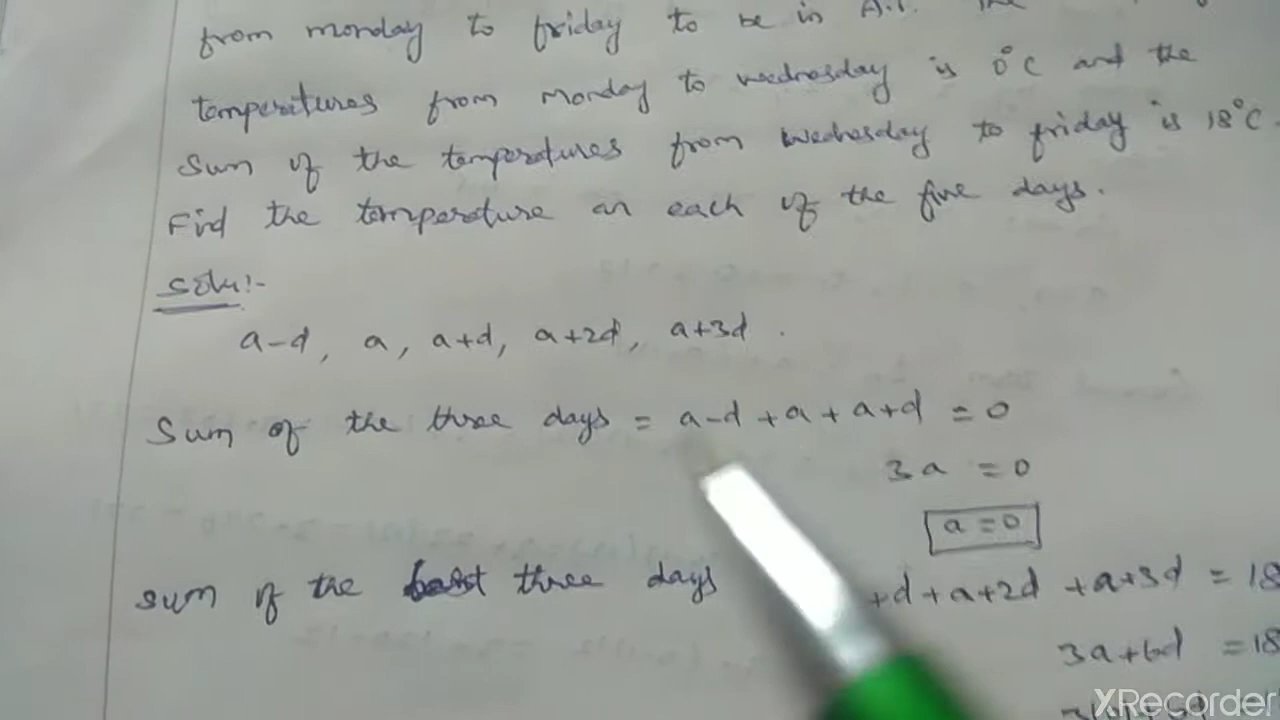 from monday to friday to be in A.P. The
temperatures from monday to wednesday is 0°C and the
Sum of the temperatures from wednesday to friday is 18°C.
Find the temperature on each of the five days.
Soln:-
a-d, a, a+d, a+2d, a+3d .
Sum of the three days = a-d + a + a+d = 0
3a = 0
a = 0
sum of the last three days +d + a+2d + a+3d = 18
3a+6d = 18
XRecorder